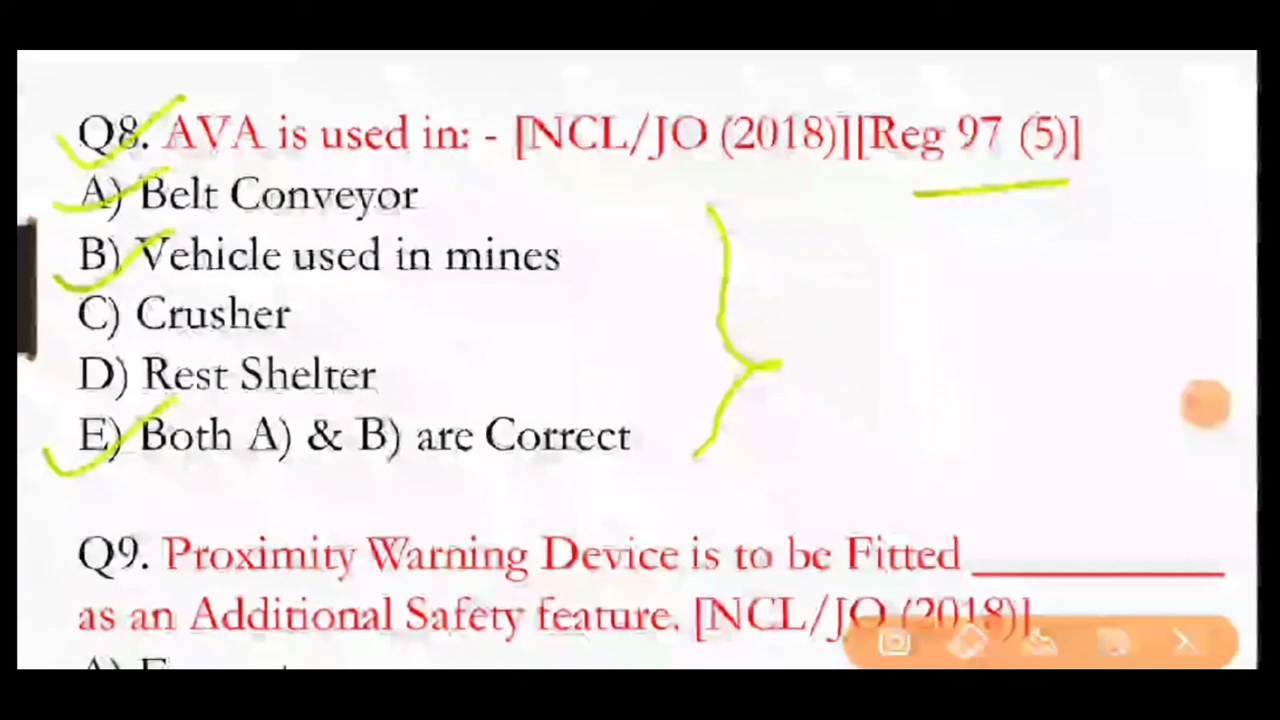 Q8. AVA is used in: - [NCL/JO (2018)][Reg 97 (5)]
A) Belt Conveyor
B) Vehicle used in mines
C) Crusher
D) Rest Shelter
E) Both A) & B) are Correct
Q9. Proximity Warning Device is to be Fitted ____________
as an Additional Safety feature. [NCL/JO (2018)]
A)